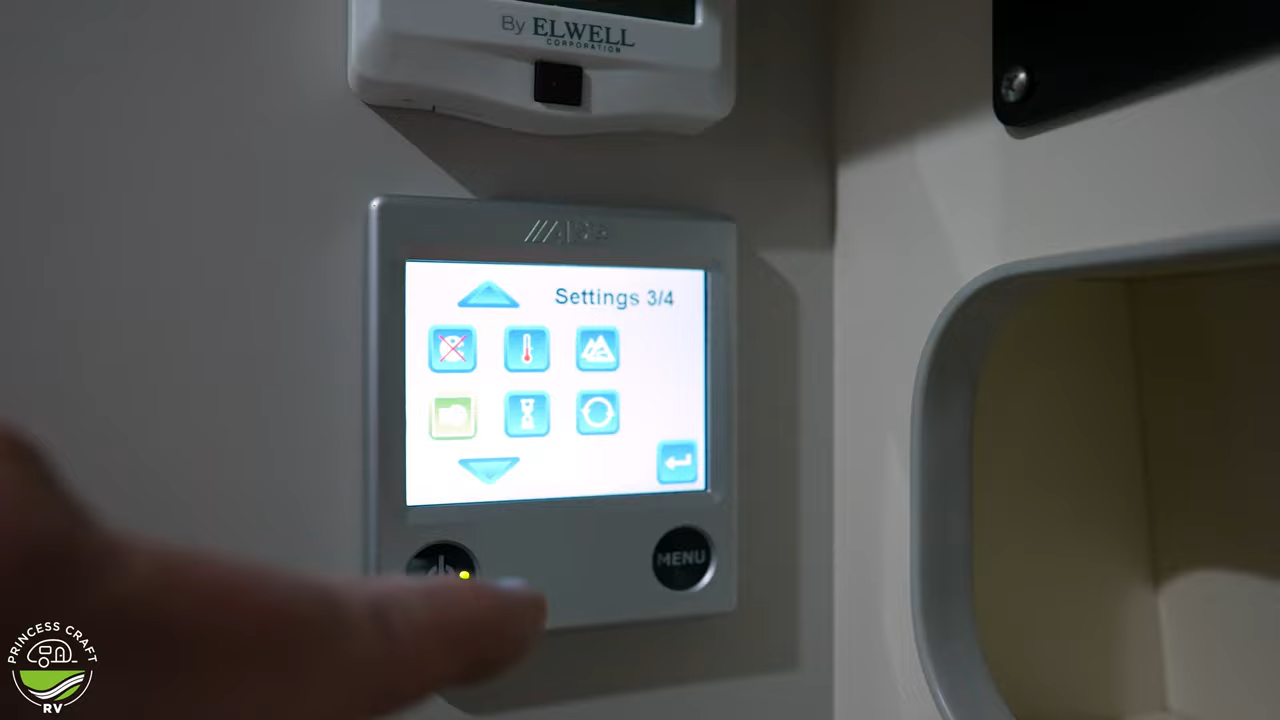 By ELWELL
CORPORATION
Settings 3/4
MENU
PRINCESS CRAFT
RV